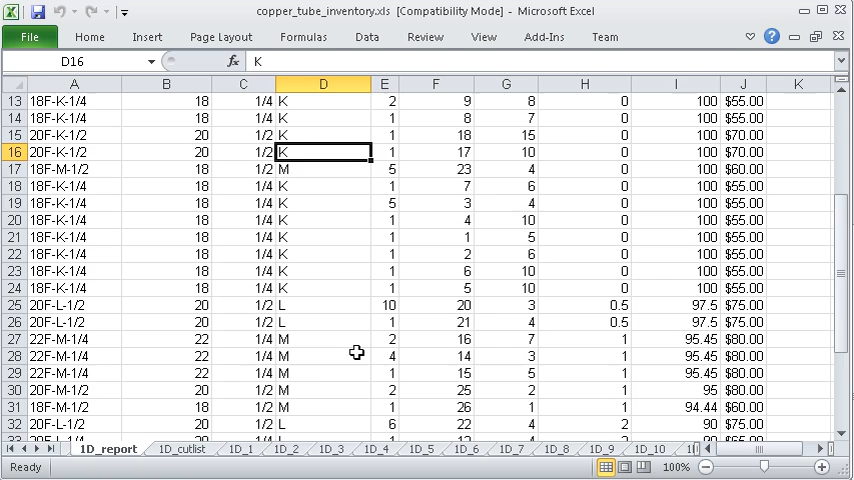 copper_tube_inventory.xls [Compatibility Mode] - Microsoft Excel
File Home Insert Page Layout Formulas Data Review View Add-Ins Team
D16 fx K
A B C D E F G H I J K
13 18F-K-1/4 18 1/4 K 2 9 8 0 100 $55.00
14 18F-K-1/4 18 1/4 K 1 8 7 0 100 $55.00
15 20F-K-1/2 20 1/2 K 1 18 15 0 100 $70.00
16 20F-K-1/2 20 1/2 K 1 17 10 0 100 $70.00
17 18F-M-1/2 18 1/2 M 5 23 4 0 100 $60.00
18 18F-K-1/4 18 1/4 K 1 7 6 0 100 $55.00
19 18F-K-1/4 18 1/4 K 5 3 4 0 100 $55.00
20 18F-K-1/4 18 1/4 K 1 4 10 0 100 $55.00
21 18F-K-1/4 18 1/4 K 1 1 5 0 100 $55.00
22 18F-K-1/4 18 1/4 K 1 2 6 0 100 $55.00
23 18F-K-1/4 18 1/4 K 1 6 10 0 100 $55.00
24 18F-K-1/4 18 1/4 K 1 5 10 0 100 $55.00
25 20F-L-1/2 20 1/2 L 10 20 3 0.5 97.5 $75.00
26 20F-L-1/2 20 1/2 L 1 21 4 0.5 97.5 $75.00
27 22F-M-1/4 22 1/4 M 2 16 7 1 95.45 $80.00
28 22F-M-1/4 22 1/4 M 4 14 3 1 95.45 $80.00
29 22F-M-1/4 22 1/4 M 1 15 5 1 95.45 $80.00
30 20F-M-1/2 20 1/2 M 2 25 2 1 95 $80.00
31 18F-M-1/2 18 1/2 M 1 26 1 1 94.44 $60.00
32 20F-L-1/2 20 1/2 L 6 22 4 2 90 $75.00
1D_report 1D_cutlist 1D_1 1D_2 1D_3 1D_4 1D_5 1D_6 1D_7 1D_8 1D_9 1D_10
Ready 100%